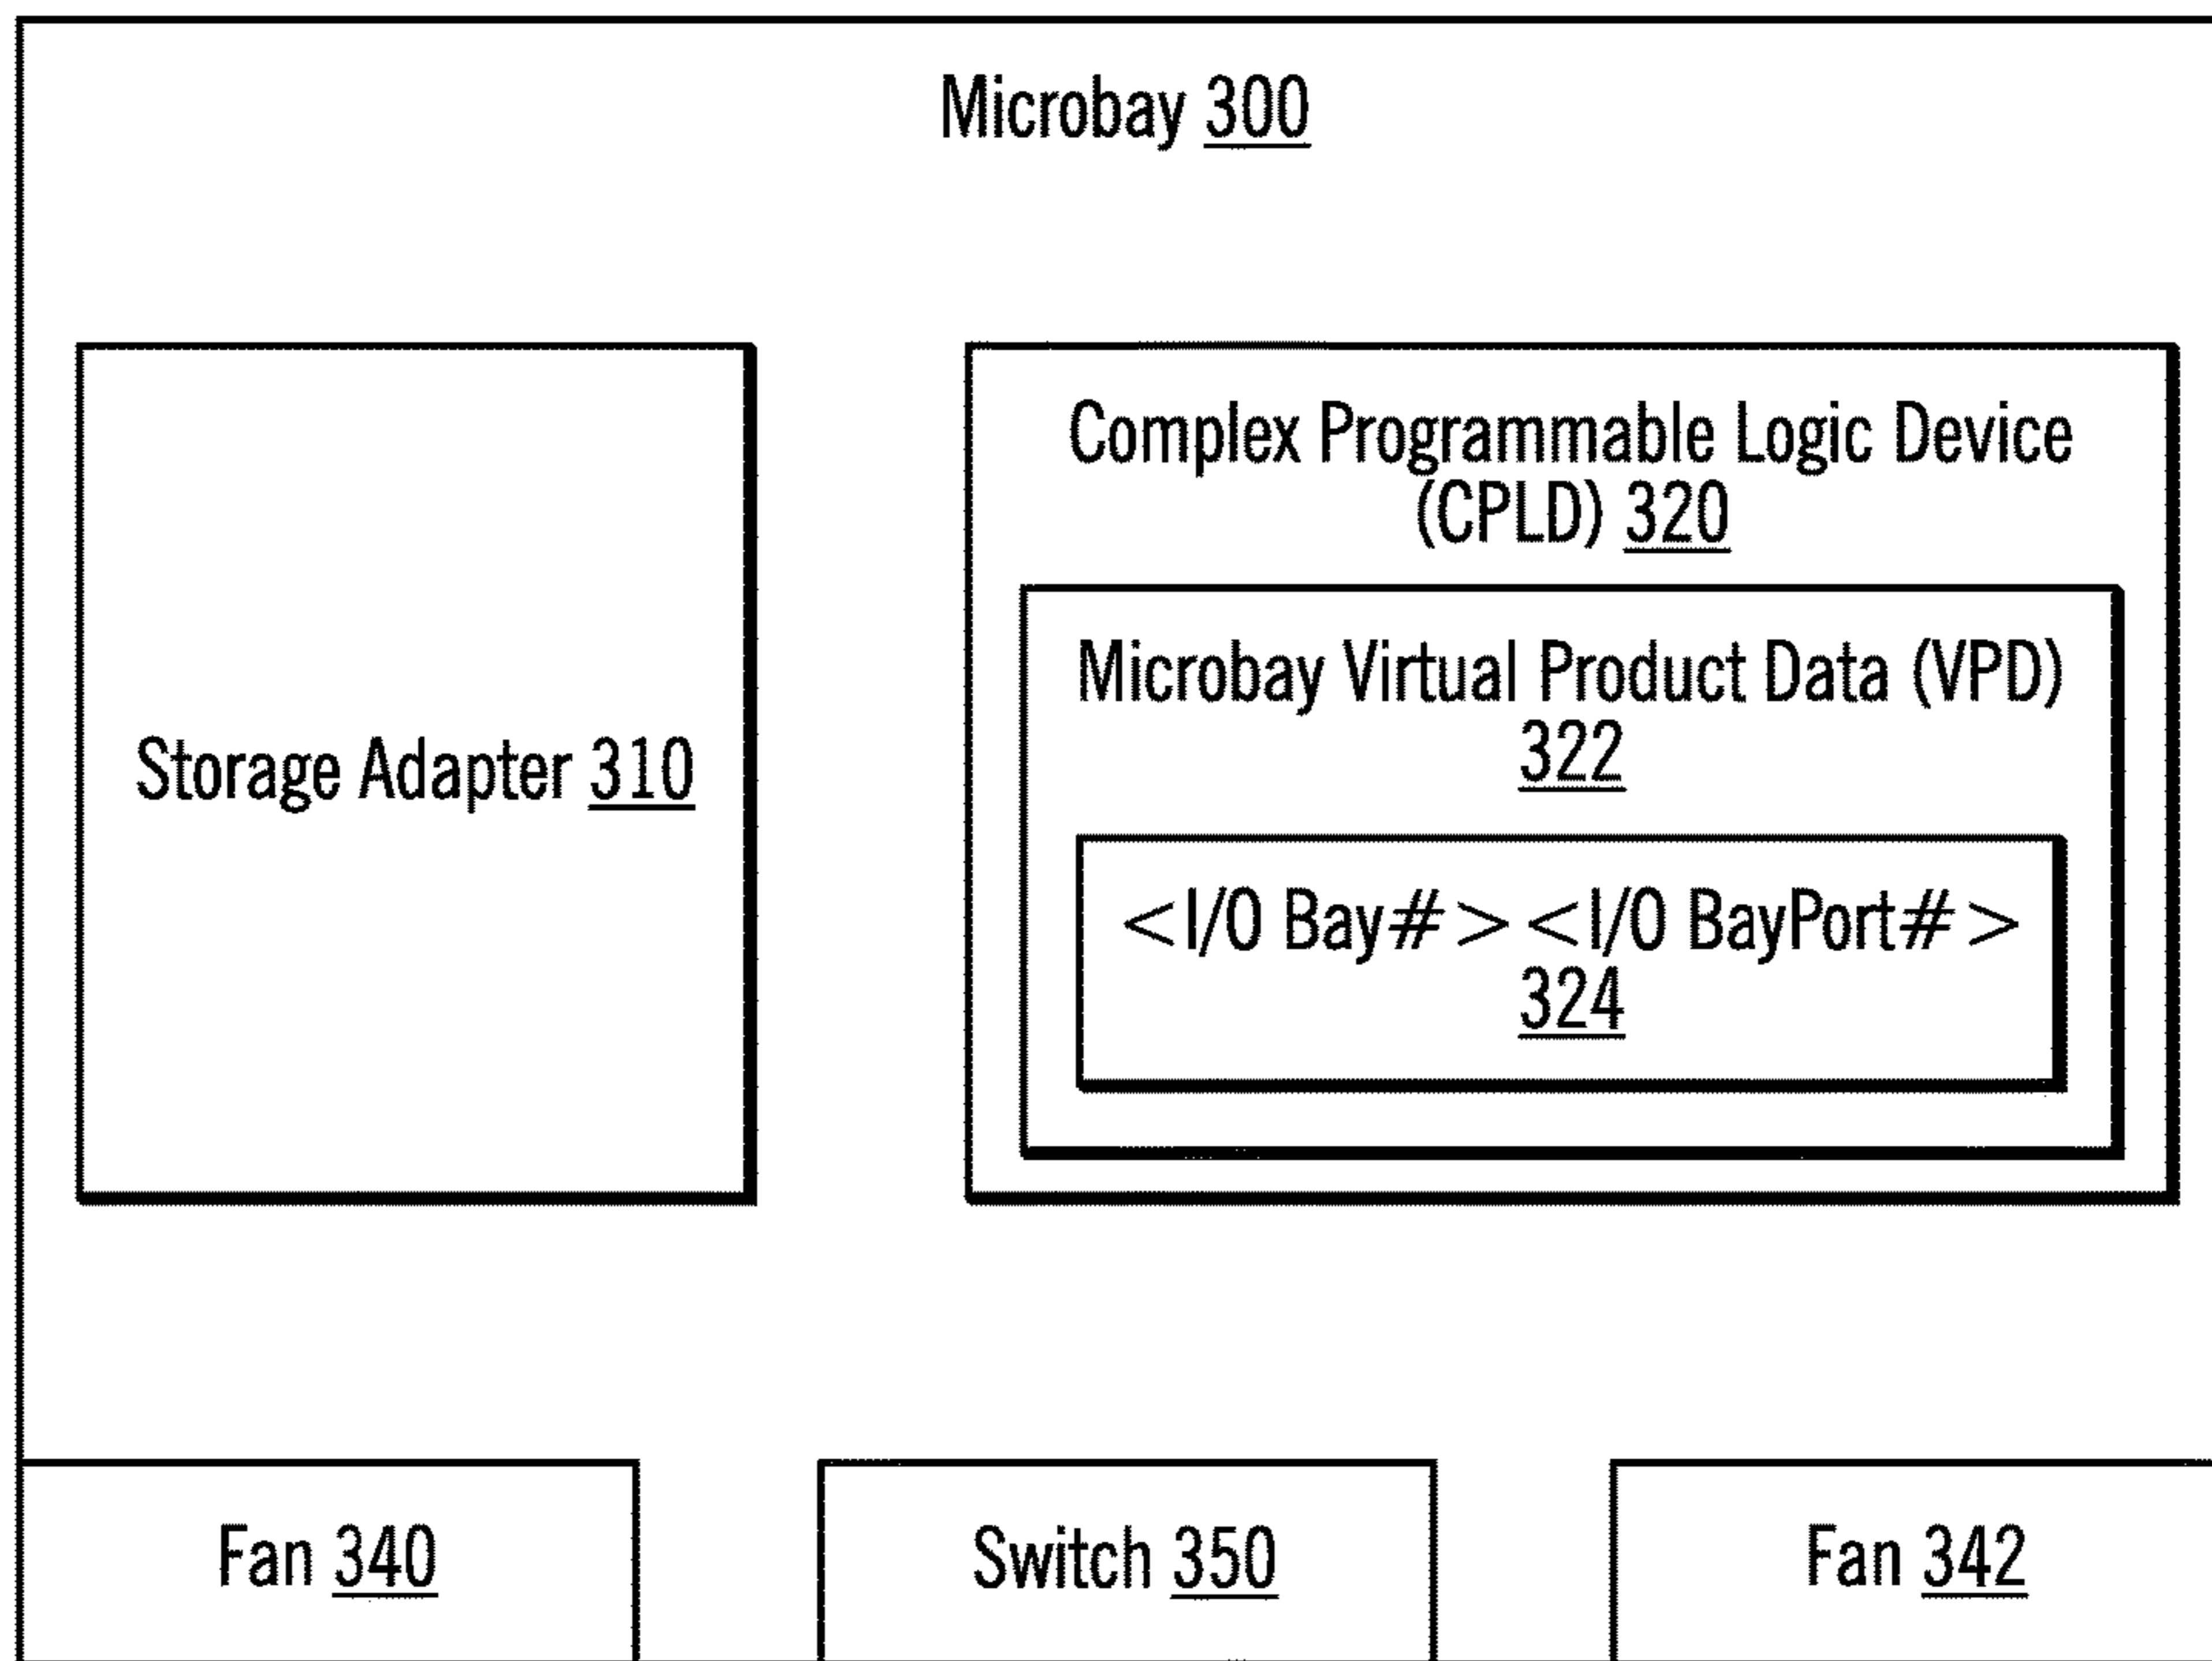 Microbay 300
Storage Adapter 310
Complex Programmable Logic Device
(CPLD) 320
Microbay Virtual Product Data (VPD)
322
<I/O Bay#><I/O BayPort#>
324
Fan 340
Switch 350
Fan 342